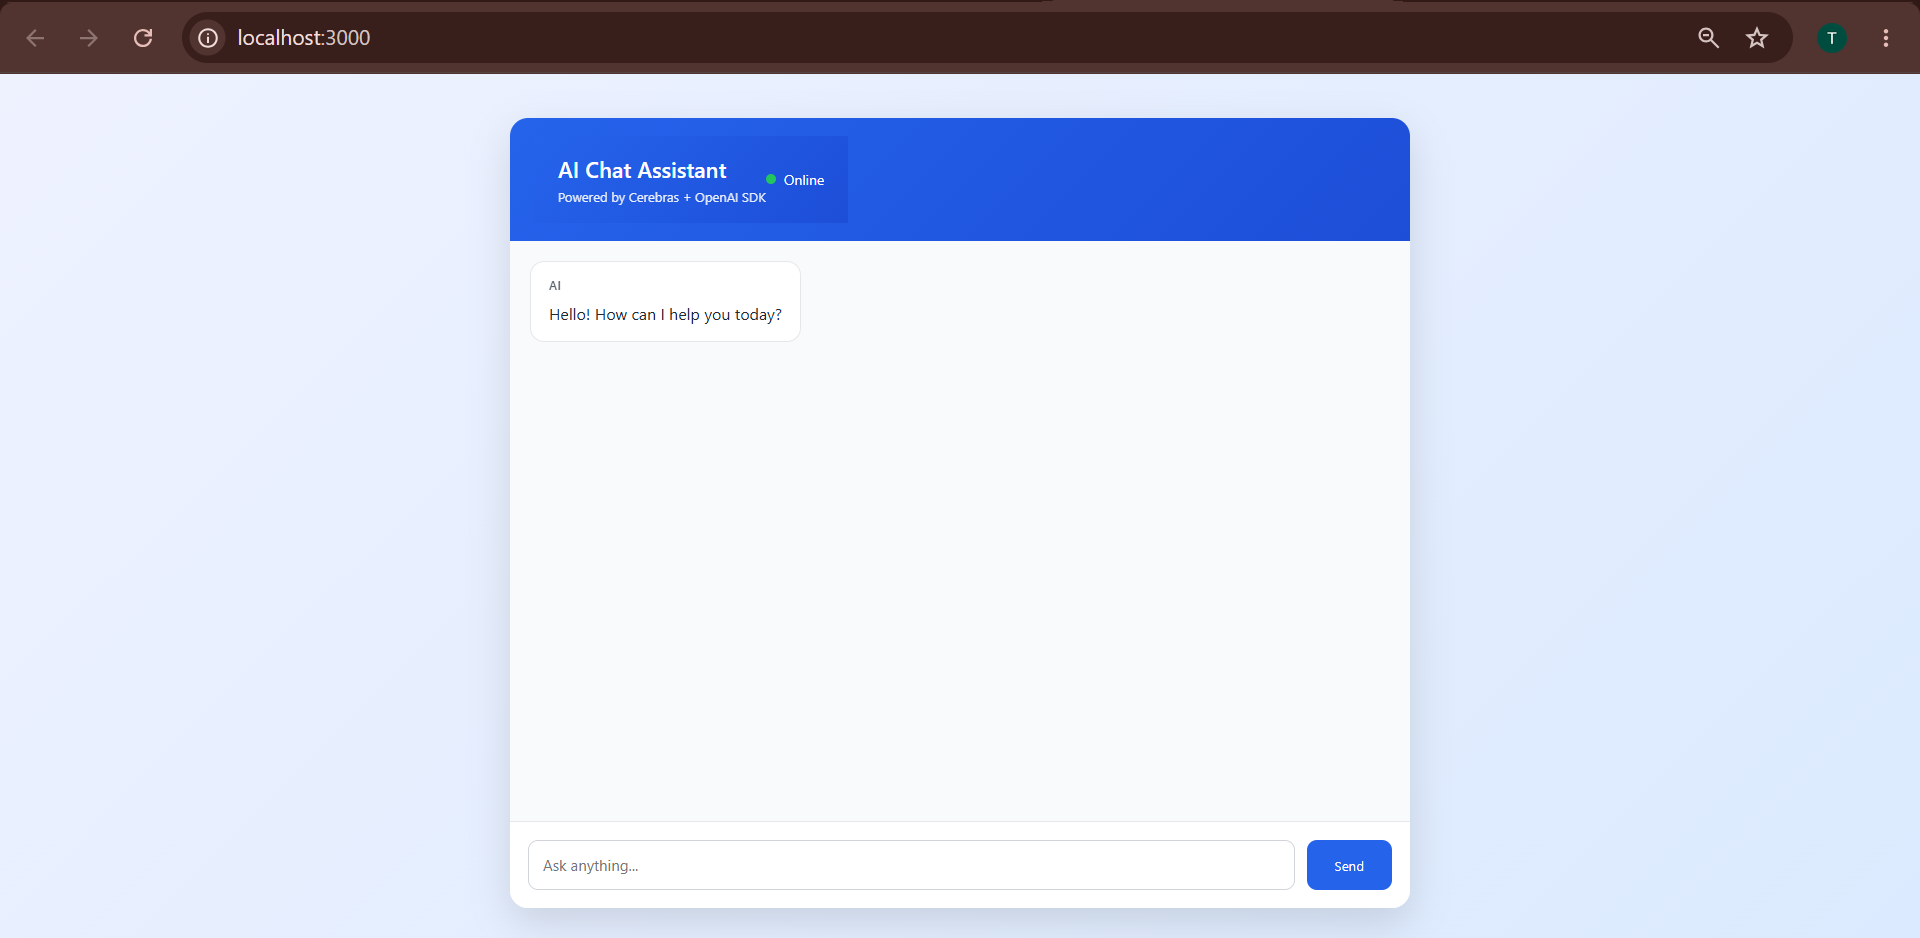 localhost:3000
T
AI Chat Assistant
Powered by Cerebras + OpenAI SDK
Online
AI
Hello! How can I help you today?
Ask anything...
Send